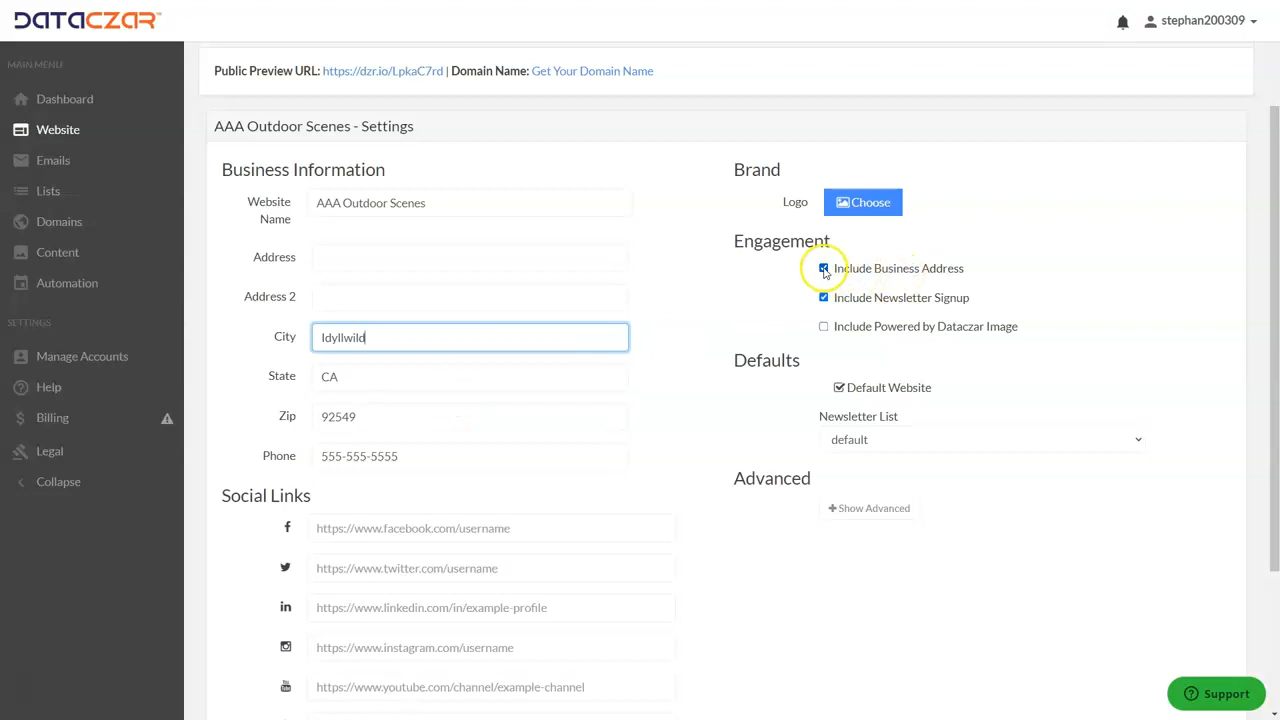 DATACZAR
stephan200309
MAIN MENU
Dashboard
Website
Emails
Lists
Domains
Content
Automation
SETTINGS
Manage Accounts
Help
Billing
Legal
Collapse
Public Preview URL: https://dzr.io/LpkaC7rd | Domain Name: Get Your Domain Name
AAA Outdoor Scenes - Settings
Business Information
Website Name AAA Outdoor Scenes
Address
Address 2
City Idyllwild
State CA
Zip 92549
Phone 555-555-5555
Social Links
https://www.facebook.com/username
https://www.twitter.com/username
https://www.linkedin.com/in/example-profile
https://www.instagram.com/username
https://www.youtube.com/channel/example-channel
Brand
Logo Choose
Engagement
Include Business Address
Include Newsletter Signup
Include Powered by Dataczar Image
Defaults
Default Website
Newsletter List
default
Advanced
Show Advanced
Support